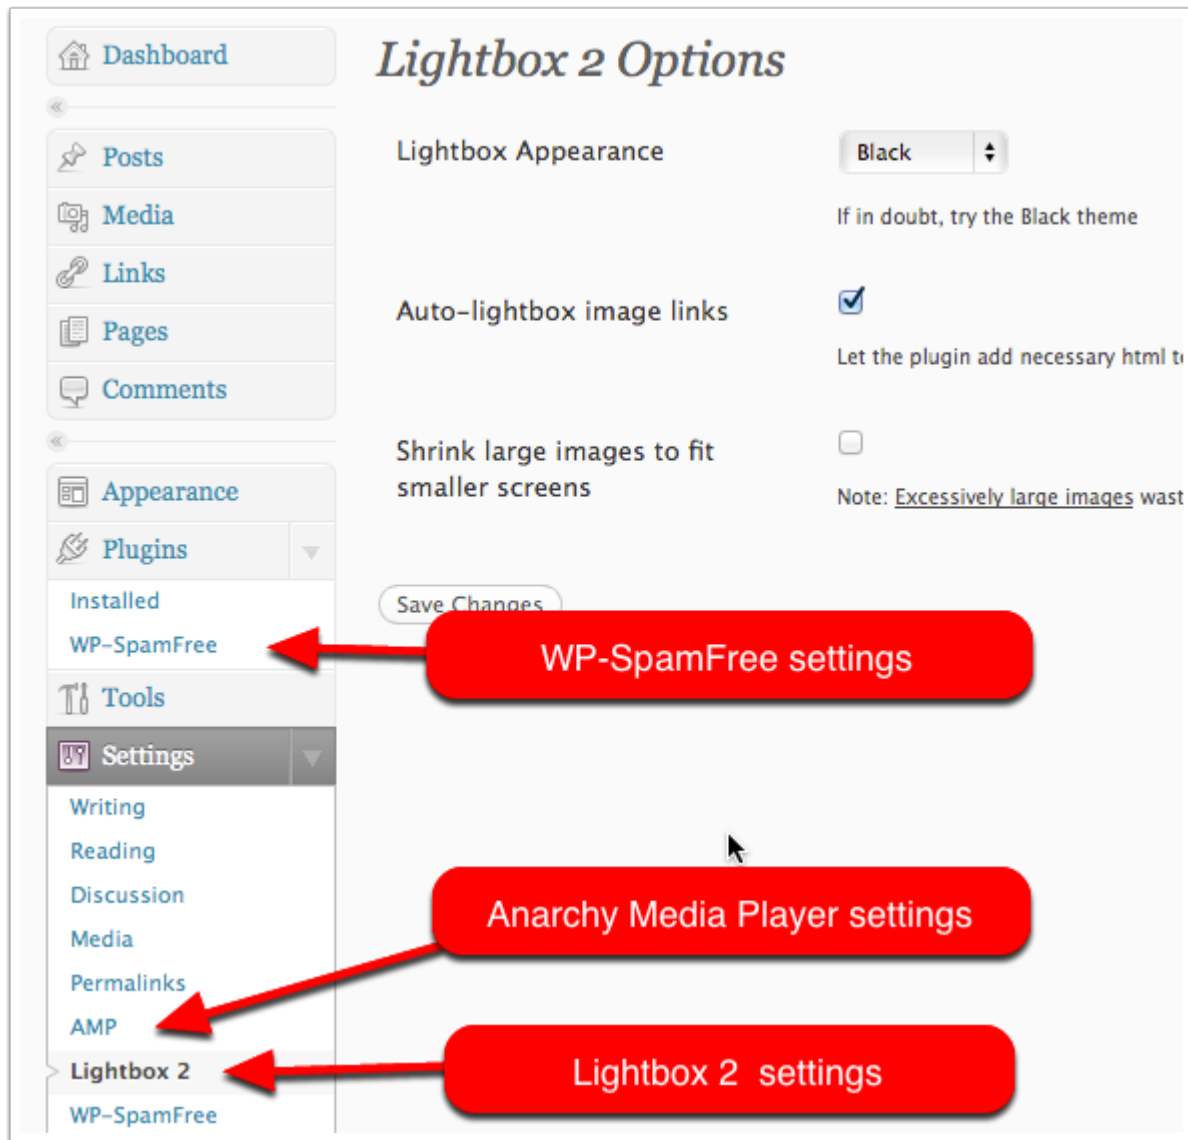 Dashboard
Posts
Media
Links
Pages
Comments
Appearance
Plugins
Installed
WP-SpamFree
Tools
Settings
Writing
Reading
Discussion
Media
Permalinks
AMP
Lightbox 2
WP-SpamFree
Lightbox 2 Options
Lightbox Appearance
Black
If in doubt, try the Black theme
Auto-lightbox image links
Let the plugin add necessary html
Shrink large images to fit
smaller screens
Note: Excessively large images
Save Changes
WP-SpamFree settings
Anarchy Media Player settings
Lightbox 2 settings